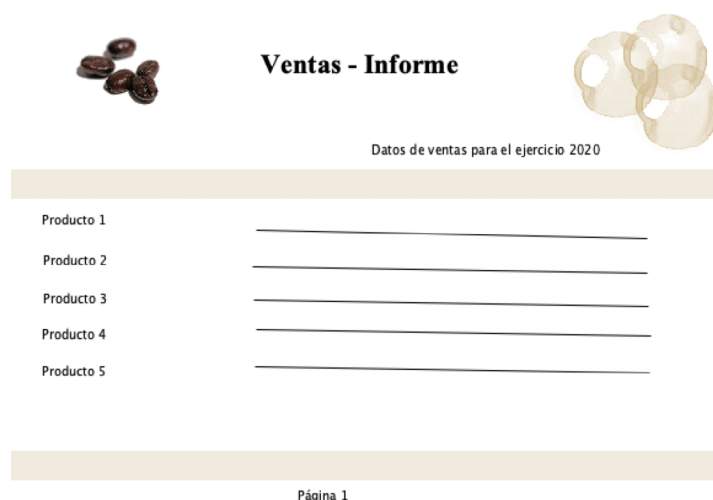 Ventas - Informe
Datos de ventas para el ejercicio 2020
Producto 1
Producto 2
Producto 3
Producto 4
Producto 5
Página 1